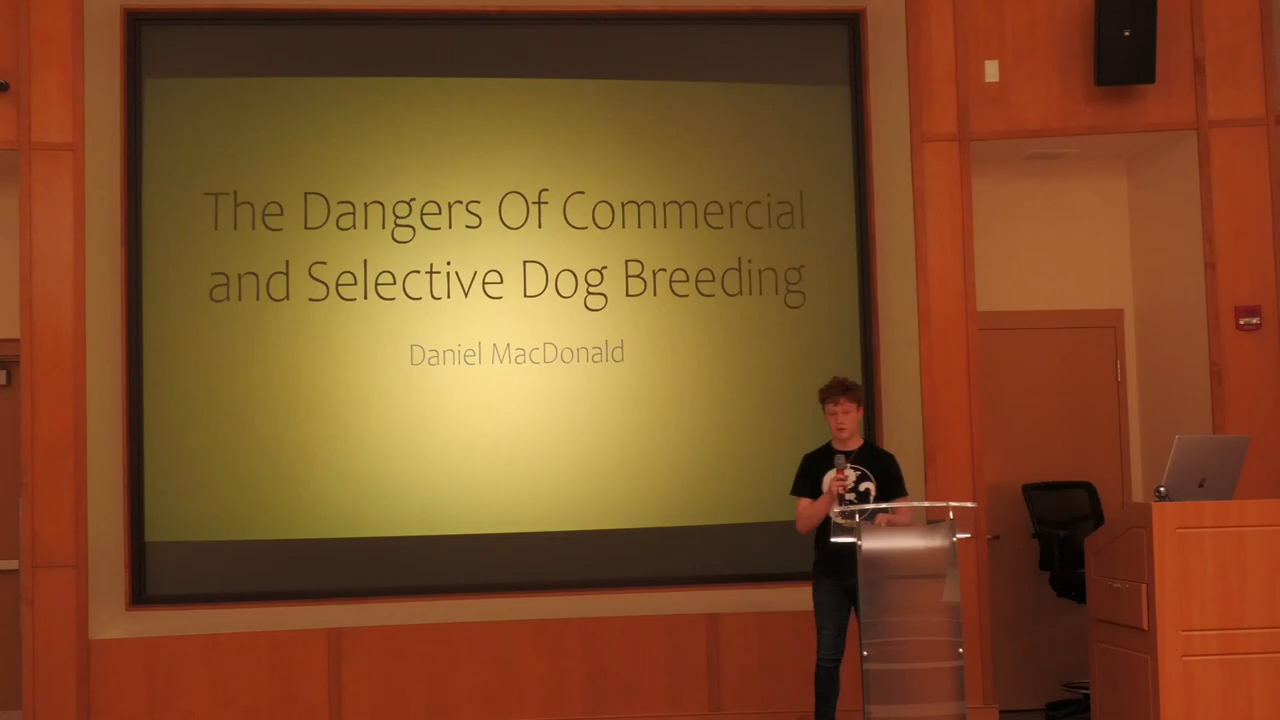 The Dangers Of Commercial
and Selective Dog Breeding
Daniel MacDonald